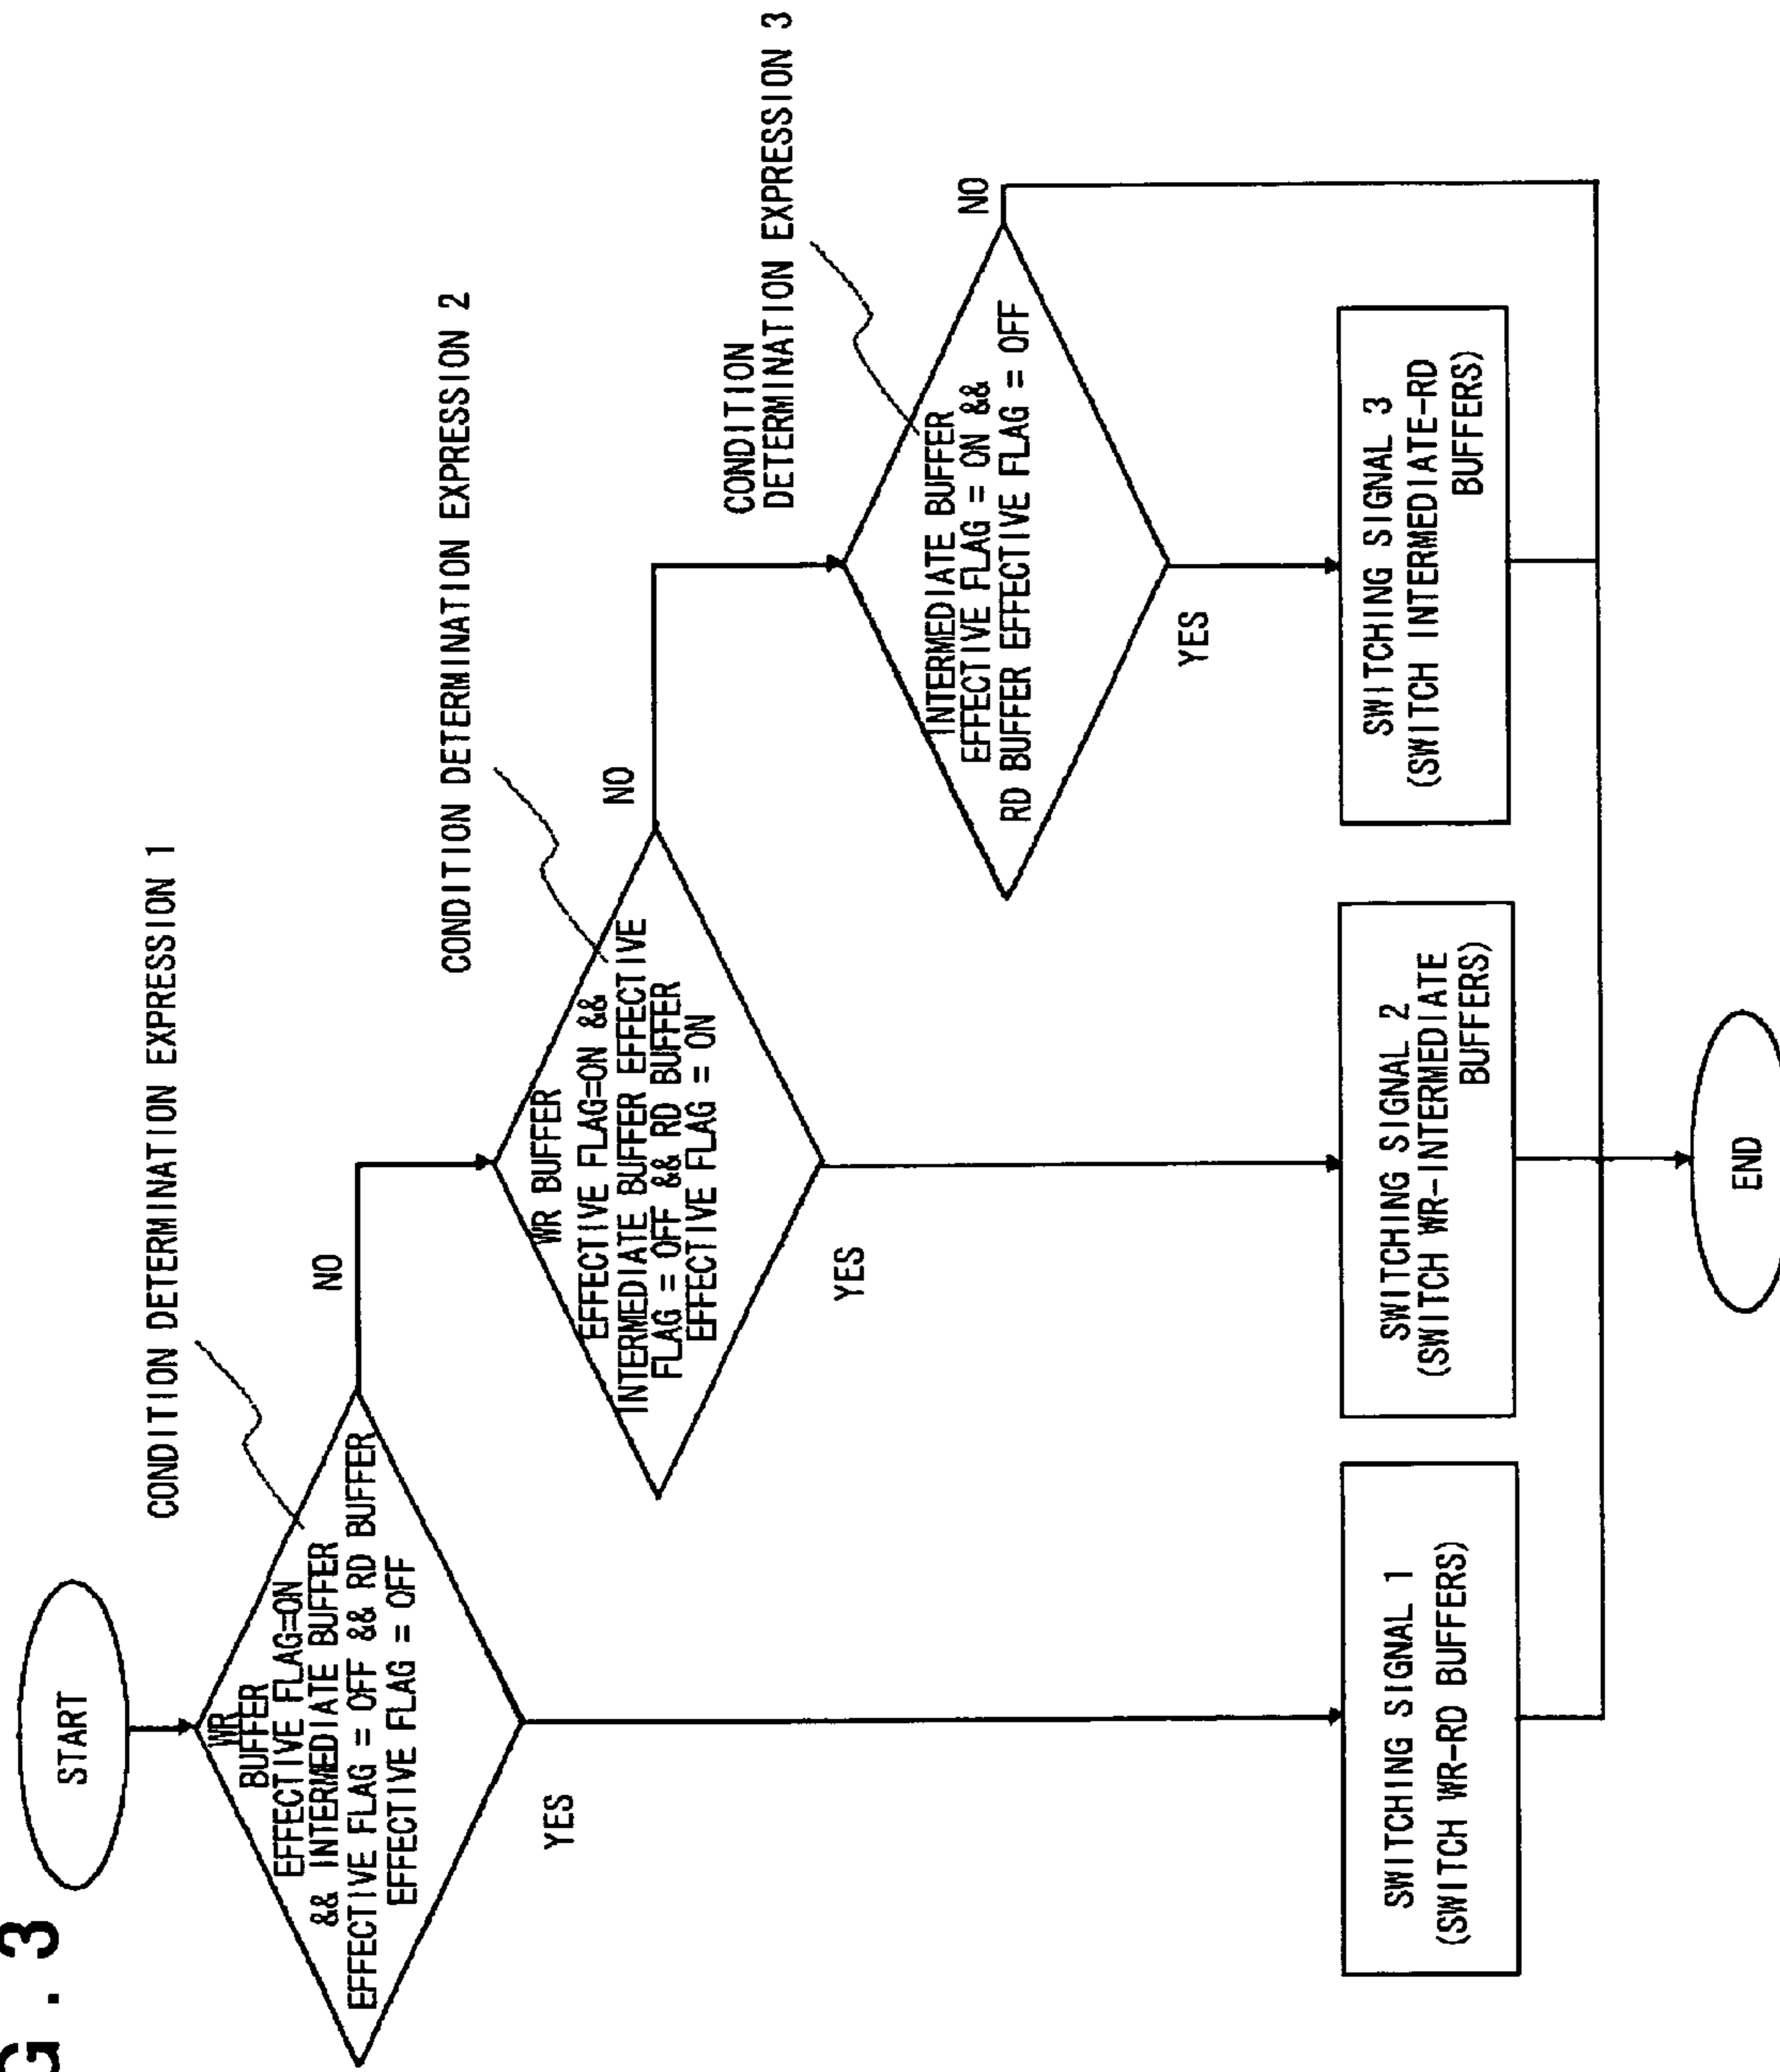 G. 3
START
CONDITION DETERMINATION EXPRESSION 1
WR
BUFFER
EFFECTIVE FLAG=ON
&& INTERMEDIATE BUFFER
EFFECTIVE FLAG = OFF && RD BUFFER
EFFECTIVE FLAG = OFF
NO
YES
CONDITION DETERMINATION EXPRESSION 2
WR BUFFER
EFFECTIVE FLAG=ON &&
INTERMEDIATE BUFFER EFFECTIVE
FLAG = OFF && RD BUFFER
EFFECTIVE FLAG = ON
NO
YES
CONDITION
DETERMINATION EXPRESSION 3
INTERMEDIATE BUFFER
EFFECTIVE FLAG = ON &&
RD BUFFER EFFECTIVE FLAG = OFF
NO
YES
SWITCHING SIGNAL 1
(SWITCH WR-RD BUFFERS)
SWITCHING SIGNAL 2
(SWITCH WR-INTERMEDIATE
BUFFERS)
SWITCHING SIGNAL 3
(SWITCH INTERMEDIATE-RD
BUFFERS)
END